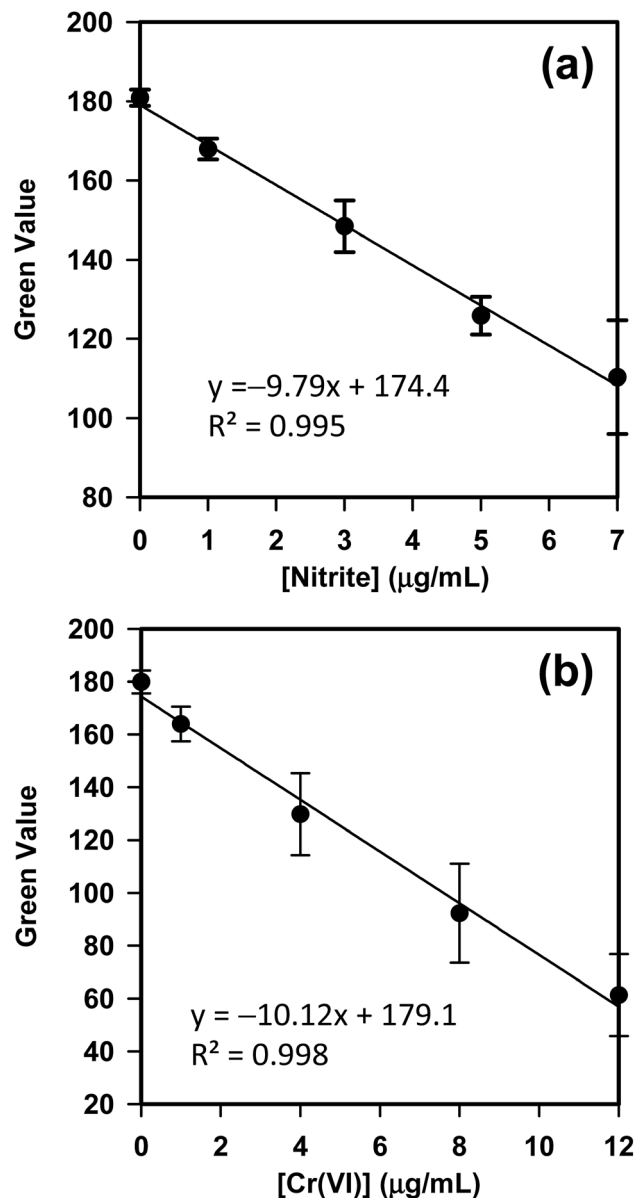 (a)
Green Value
200
180
160
140
120
100
80
y =–9.79x + 174.4
R² = 0.995
0 1 2 3 4 5 6 7
[Nitrite] (μg/mL)
(b)
Green Value
200
180
160
140
120
100
80
60
40
20
y = –10.12x + 179.1
R² = 0.998
0 2 4 6 8 10 12
[Cr(VI)] (μg/mL)